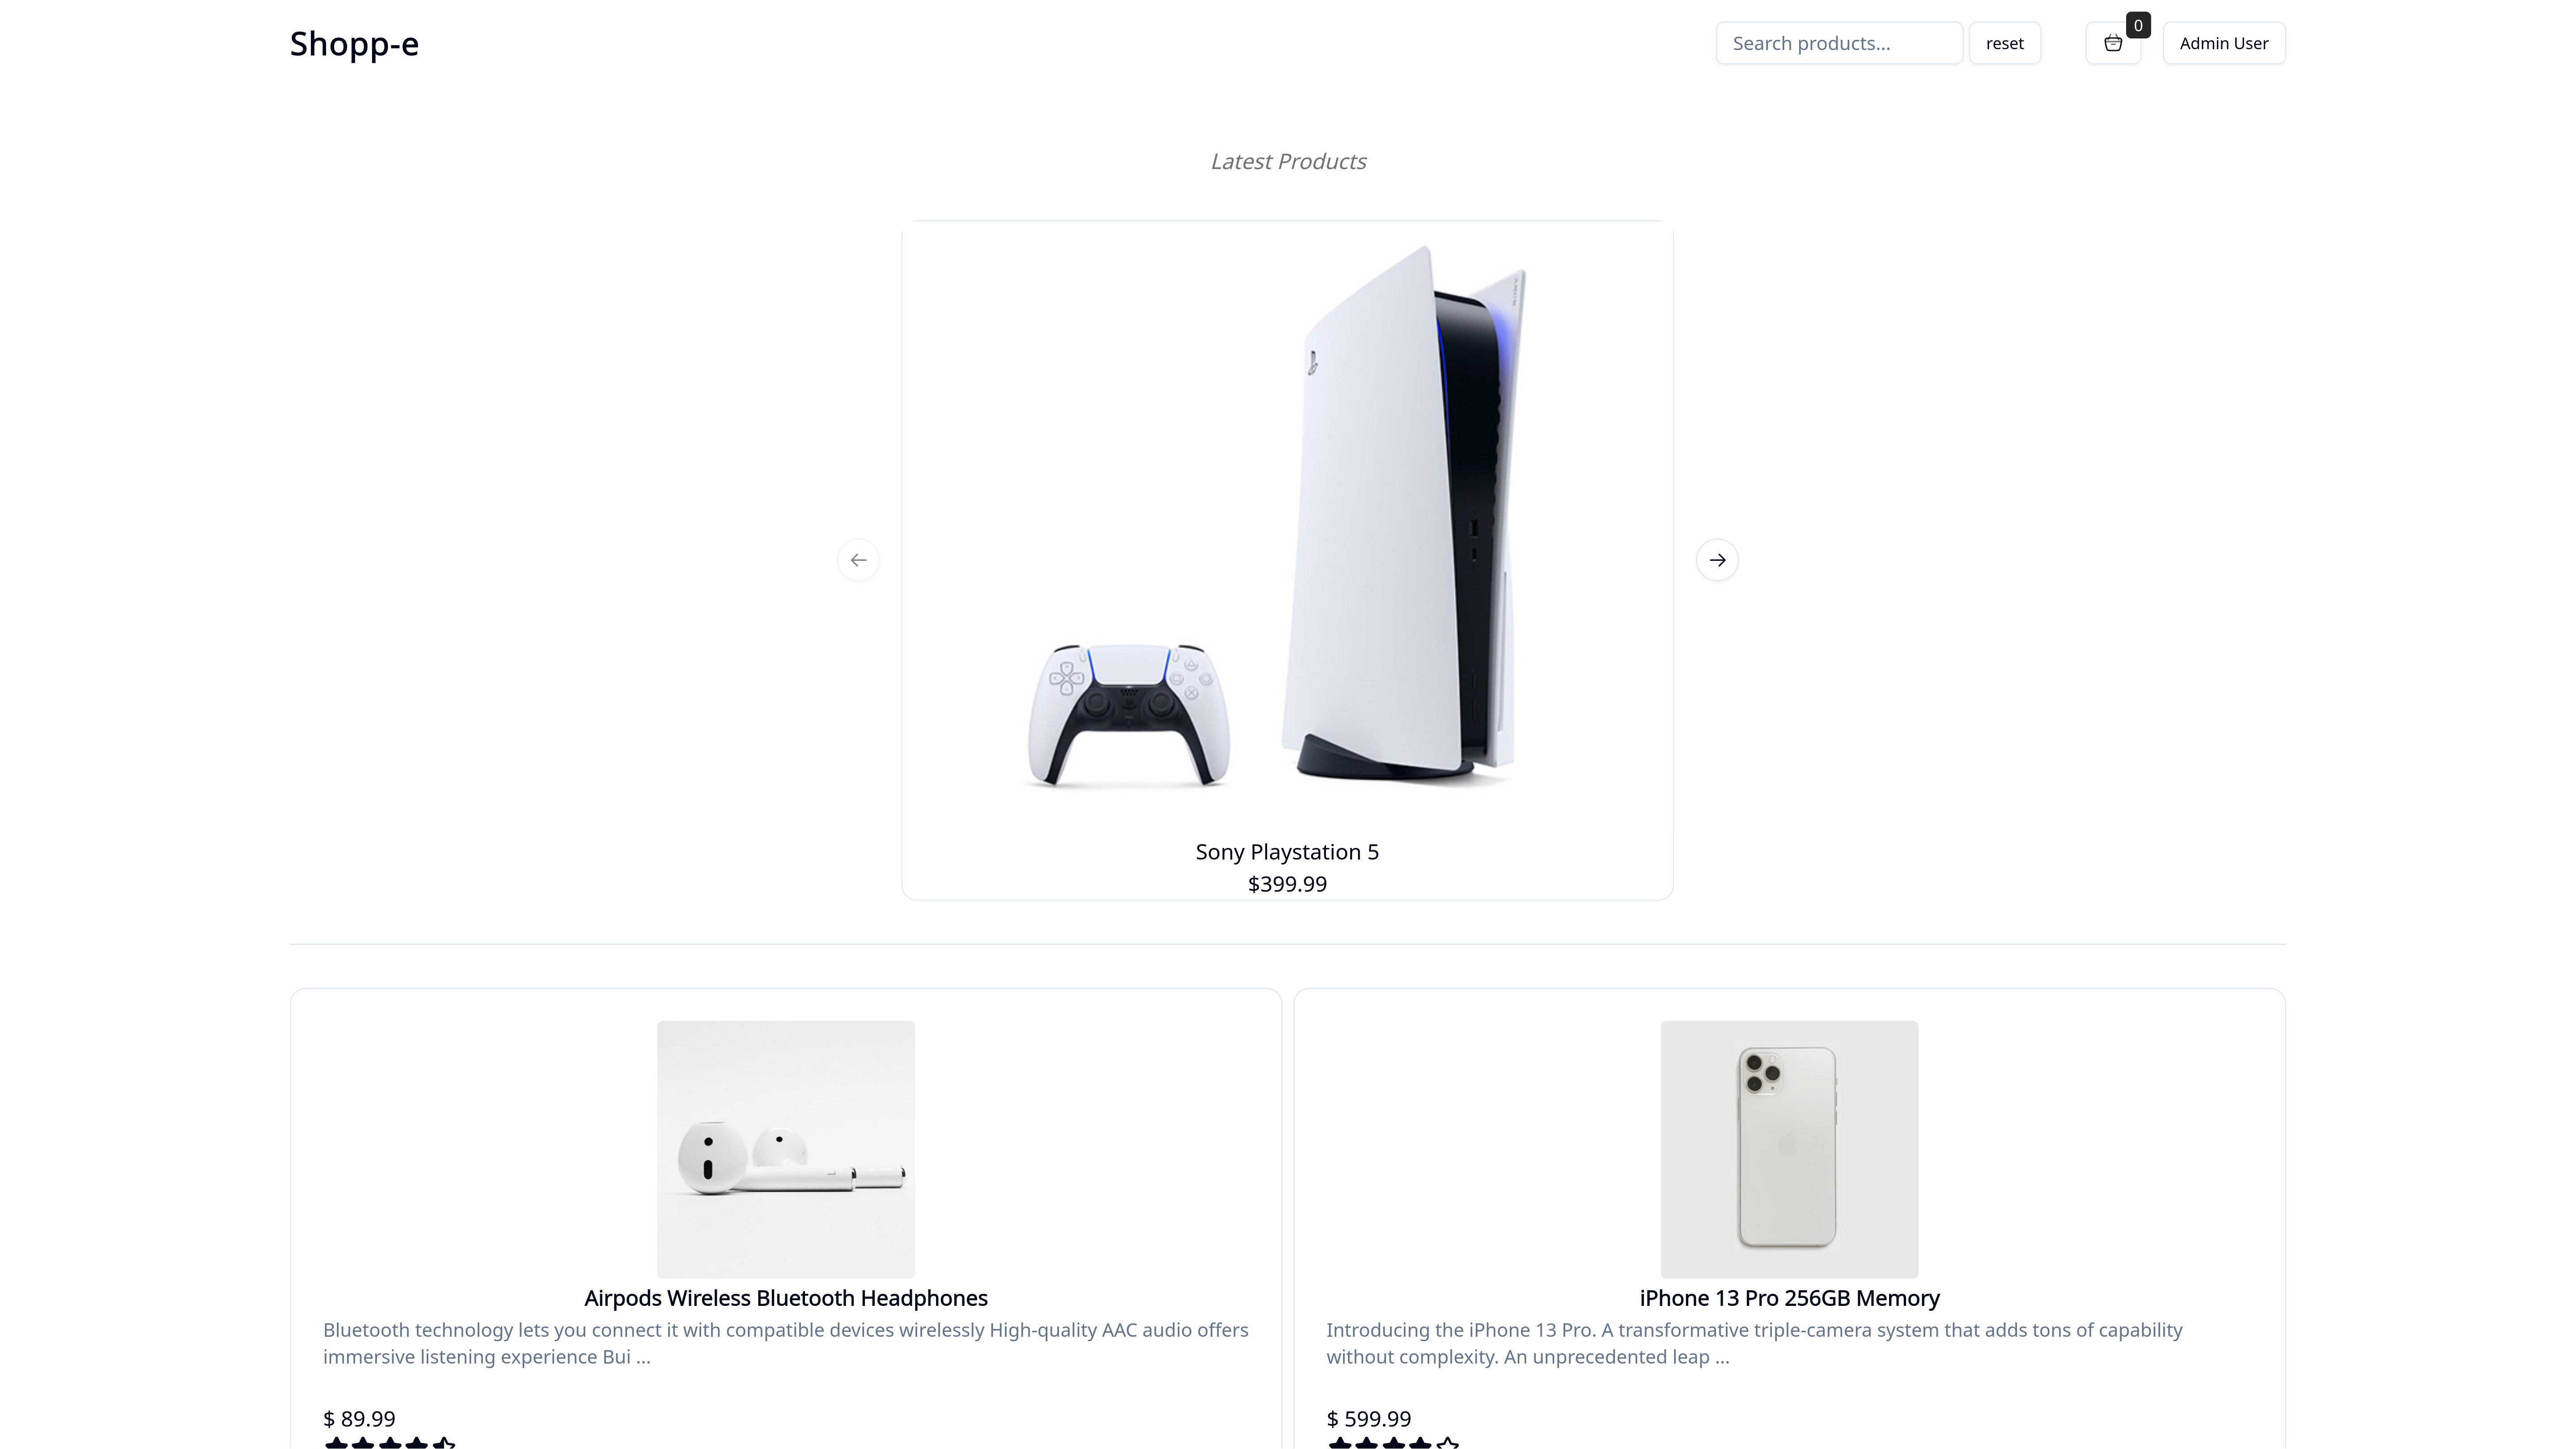 Shopp-e
Search products...
reset
0
Admin User
Latest Products
Sony Playstation 5
$399.99
Airpods Wireless Bluetooth Headphones
Bluetooth technology lets you connect it with compatible devices wirelessly High-quality AAC audio offers
immersive listening experience Bui ...
$ 89.99
iPhone 13 Pro 256GB Memory
Introducing the iPhone 13 Pro. A transformative triple-camera system that adds tons of capability
without complexity. An unprecedented leap ...
$ 599.99